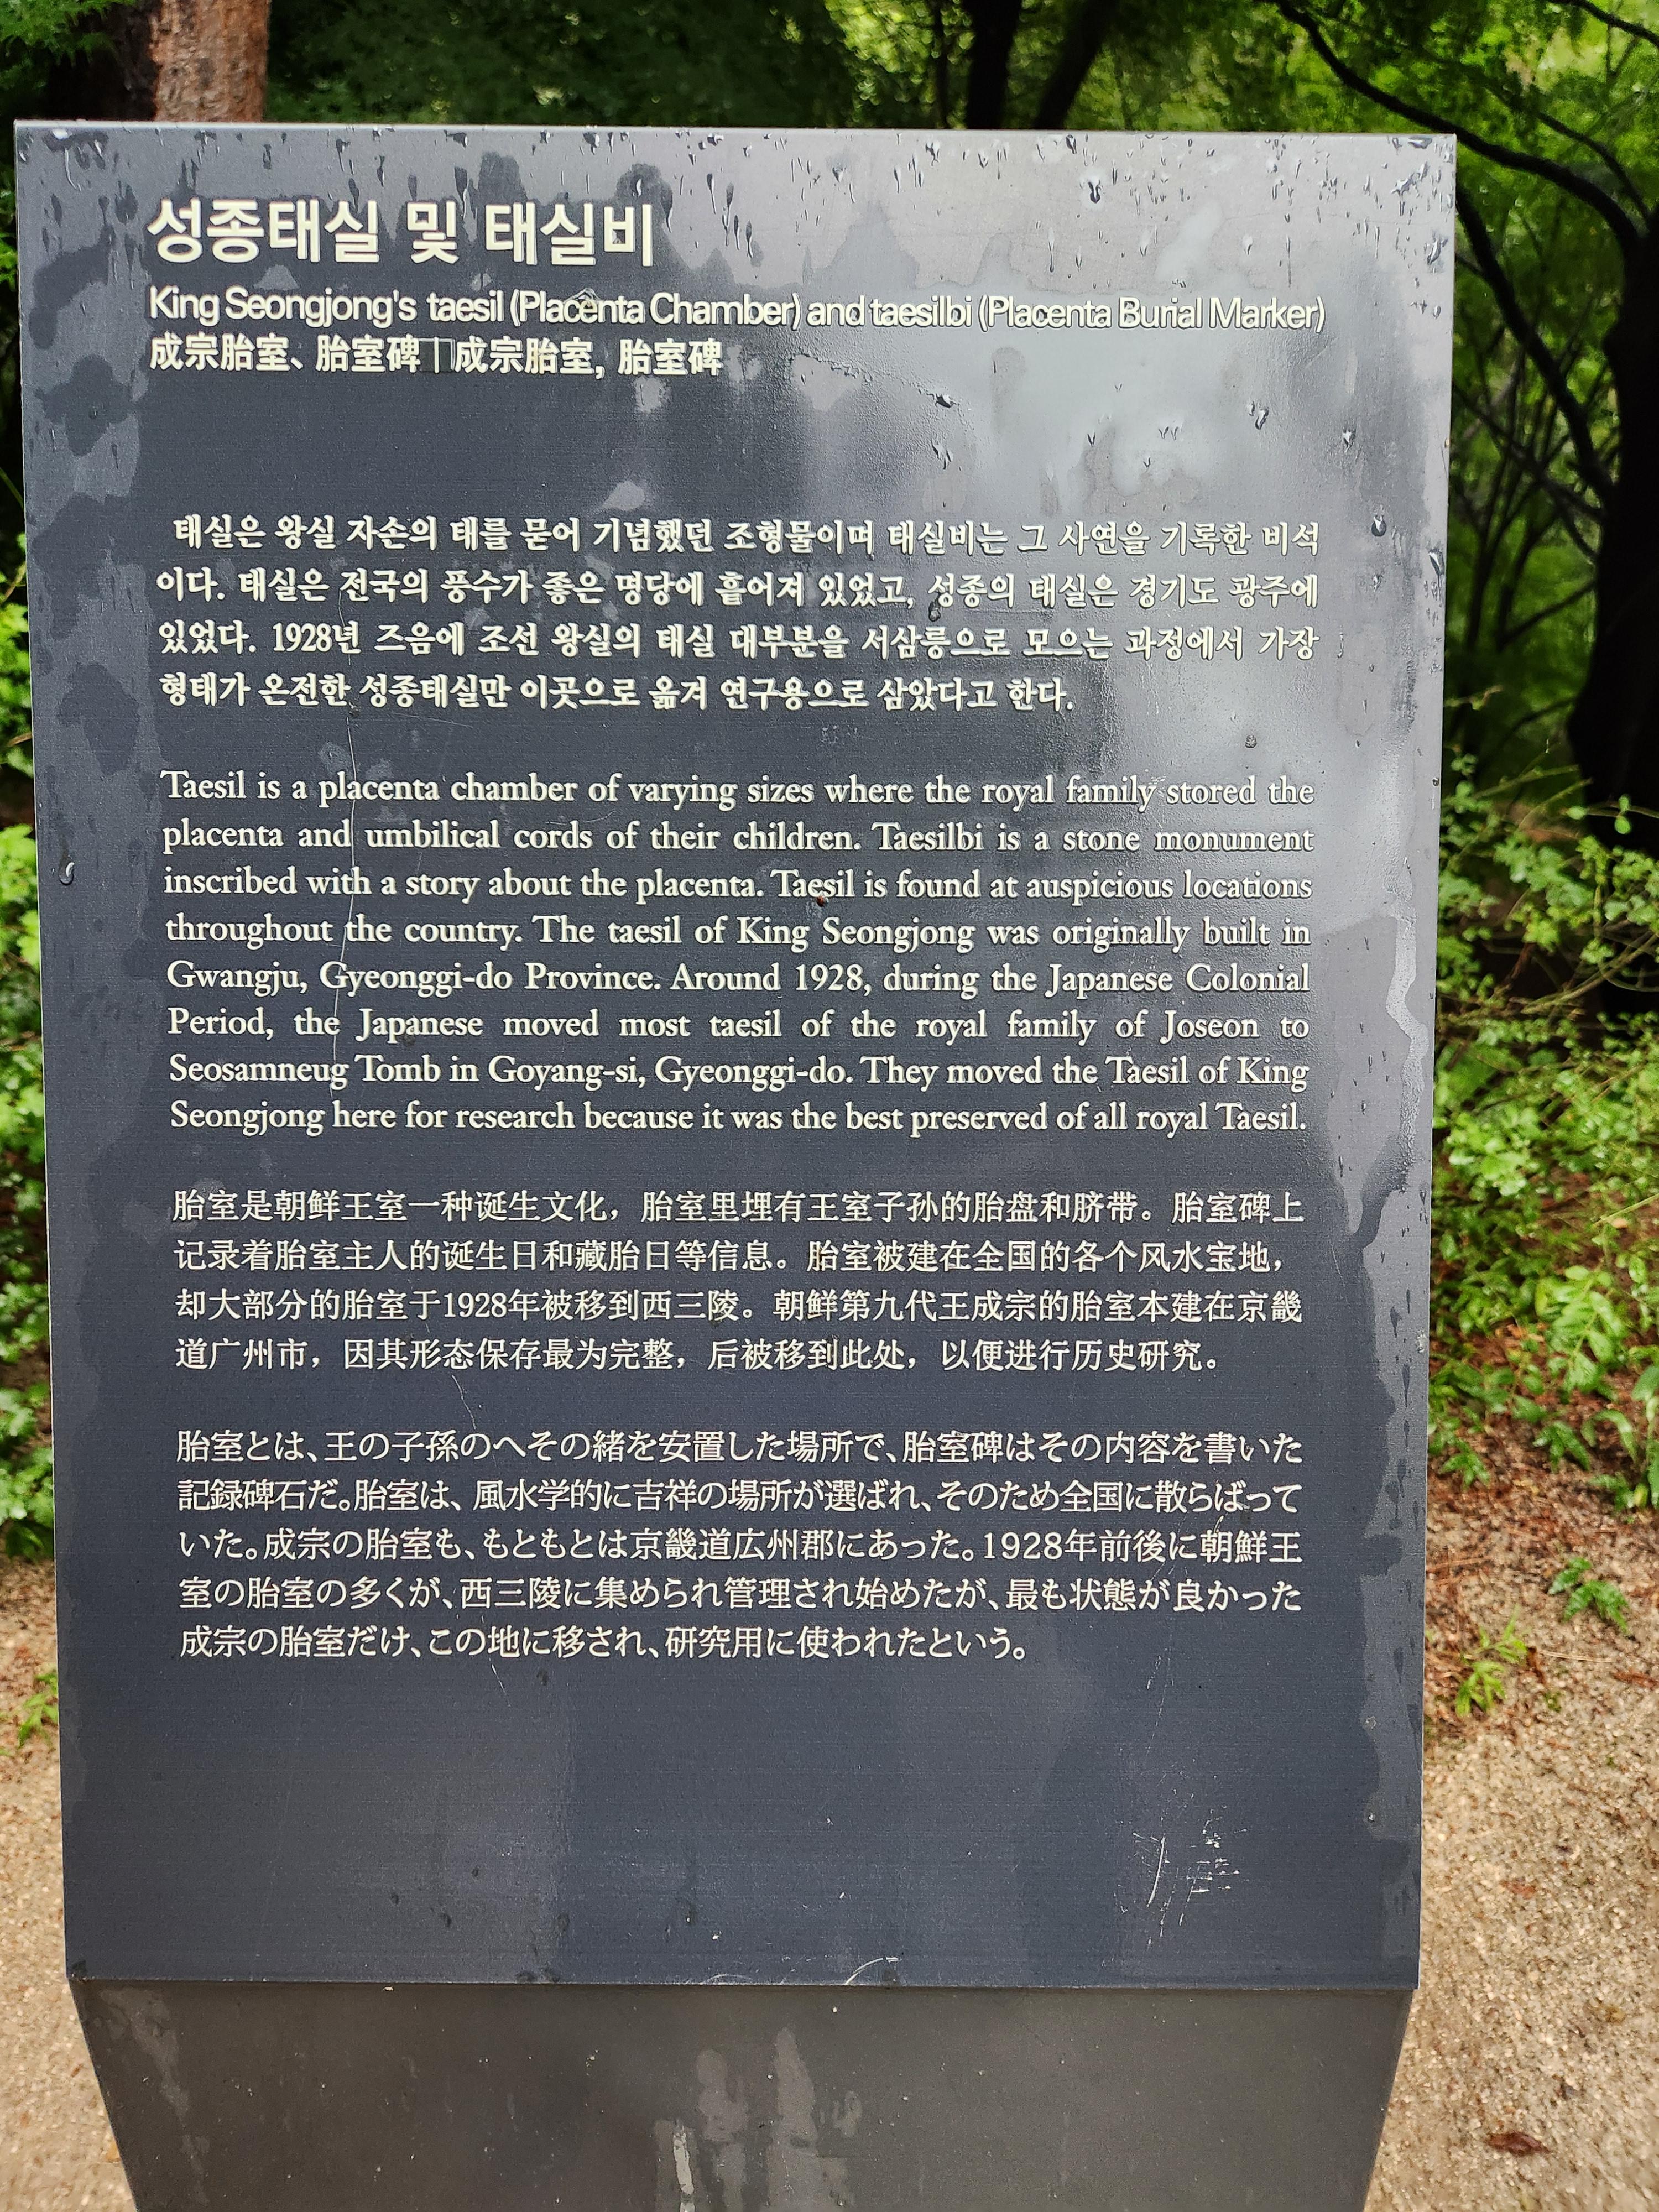 성종태실 및 태실비
King Seongjong's taesil (Placenta Chamber) and taesilbi (Placenta Burial Marker)
成宗胎室、胎室碑 | 成宗胎室, 胎室碑
태실은 왕실 자손의 태를 묻어 기념했던 조형물이며 태실비는 그 사연을 기록한 비석
이다. 태실은 전국의 풍수가 좋은 명당에 흩어져 있었고, 성종의 태실은 경기도 광주에
있었다. 1928년 즈음에 조선 왕실의 태실 대부분을 서삼릉으로 모으는 과정에서 가장
형태가 온전한 성종태실만 이곳으로 옮겨 연구용으로 삼았다고 한다.
Taesil is a placenta chamber of varying sizes where the royal family stored the
placenta and umbilical cords of their children. Taesilbi is a stone monument
inscribed with a story about the placenta. Taesil is found at auspicious locations
throughout the country. The taesil of King Seongjong was originally built in
Gwangju, Gyeonggi-do Province. Around 1928, during the Japanese Colonial
Period, the Japanese moved most taesil of the royal family of Joseon to
Seosamneug Tomb in Goyang-si, Gyeonggi-do. They moved the Taesil of King
Seongjong here for research because it was the best preserved of all royal Taesil.
胎室是朝鲜王室一种诞生文化，胎室里埋有王室子孙的胎盘和脐带。胎室碑上
记录着胎室主人的诞生日和藏胎日等信息。胎室被建在全国的各个风水宝地，
却大部分的胎室于1928年被移到西三陵。朝鲜第九代王成宗的胎室本建在京畿
道广州市，因其形态保存最为完整，后被移到此处，以便进行历史研究。
胎室とは、王の子孫のへその緒を安置した場所で、胎室碑はその内容を書いた
記録碑石だ。胎室は、風水学的に吉祥の場所が選ばれ、そのため全国に散らばって
いた。成宗の胎室も、もともとは京畿道広州郡にあった。1928年前後に朝鮮王
室の胎室の多くが、西三陵に集められ管理され始めたが、最も状態が良かった
成宗の胎室だけ、この地に移され、研究用に使われたという。